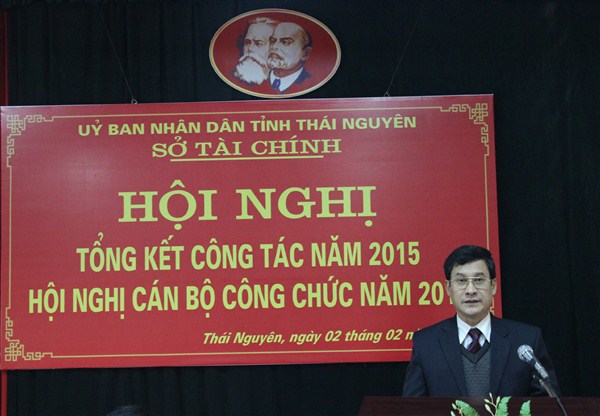 UỶ BAN NHÂN DÂN TỈNH THÁI NGUYÊN
SỞ TÀI CHÍNH
HỘI NGHỊ
TỔNG KẾT CÔNG TÁC NĂM 2015
HỘI NGHỊ CÁN BỘ CÔNG CHỨC NĂM
Thái Nguyên, ngày 02 tháng 02